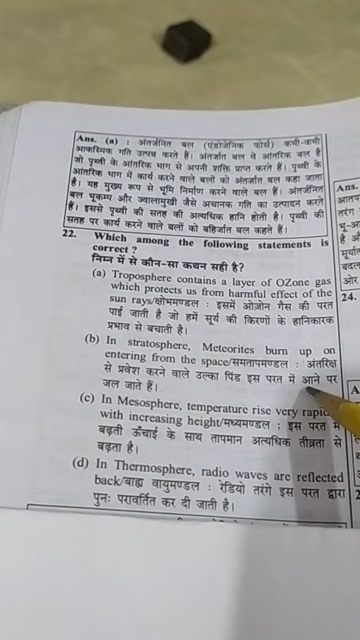 Ans. (a) : अंतर्जनित बल (एंडोजेनिक फोर्स) कभी-कभी
आकस्मिक गति उत्पन्न करते हैं। अंतर्जात बल वे आंतरिक बल है
जो पृथ्वी के आंतरिक भाग से अपनी शक्ति प्राप्त करते हैं। पृथ्वी के
आंतरिक भाग में कार्य करने वाले बलों को अंतर्जात बल कहा जाता
है। यह मुख्य रूप से भूमि निर्माण करने वाले बल हैं। अंतर्जनित
बल भूकम्प और ज्वालामुखी जैसे अचानक गति का उत्पादन करते
हैं। इससे पृथ्वी की सतह की अत्यधिक हानि होती है। पृथ्वी की
सतह पर कार्य करने वाले बलों को बहिर्जात बल कहते हैं।
22. Which among the following statements is
correct ?
निम्न में से कौन-सा कथन सही है?
(a) Troposphere contains a layer of OZone gas
which protects us from harmful effect of the
sun rays/क्षोभमण्डल : इसमें ओज़ोन गैस की परत
पाई जाती है जो हमें सूर्य की किरणों के हानिकारक
प्रभाव से बचाती है।
(b) In stratosphere, Meteorites burn up on
entering from the space/समतापमण्डल : अंतरिक्ष
से प्रवेश करने वाले उल्का पिंड इस परत में आने पर
जल जाते हैं।
(c) In Mesosphere, temperature rise very
with increasing height/मध्यमण्डल : इस परत में
बढ़ती ऊँचाई के साथ तापमान अत्यधिक तीव्रता से
बढ़ता है।
(d) In Thermosphere, radio waves are reflected
back/बाह्य वायुमण्डल : रेडियो तरंगे इस परत द्वारा
पुनः परावर्तित कर दी जाती है।
Ans.
तरंग
है औ
ओर
24.